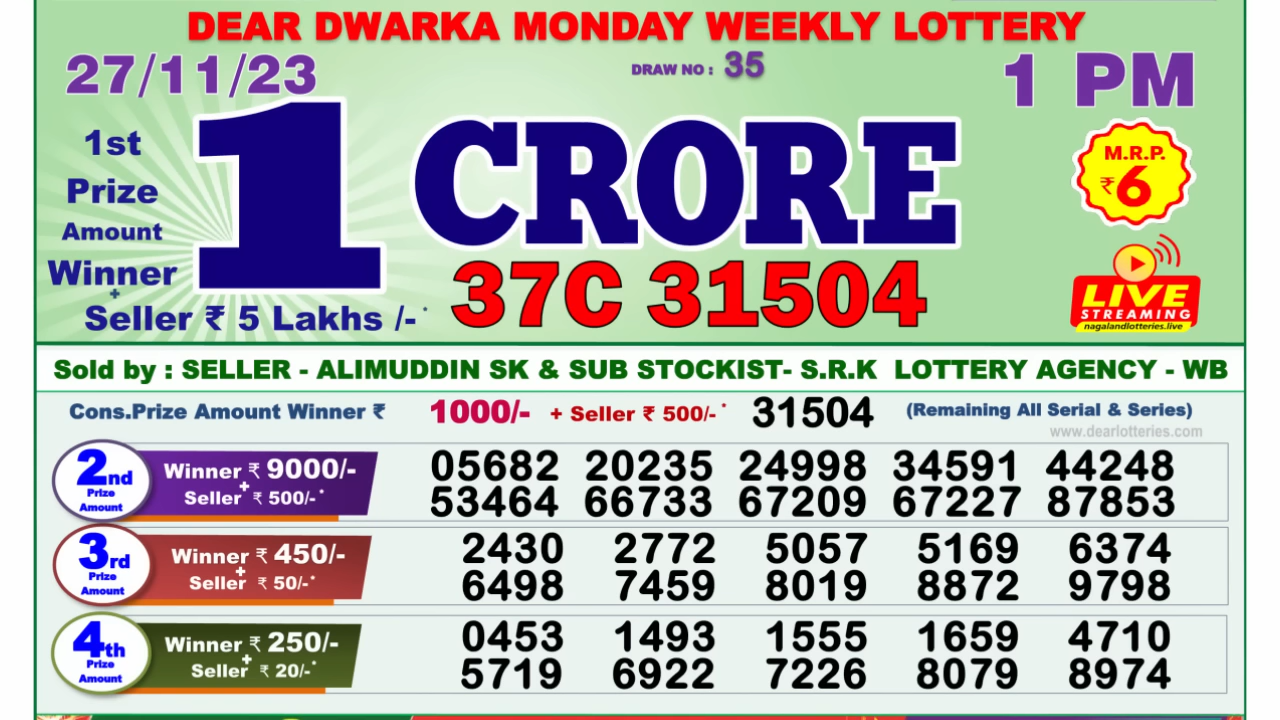 DEAR DWARKA MONDAY WEEKLY LOTTERY
27/11/23
DRAW NO : 35
1 PM
1st
Prize
Amount
Winner
+
Seller ₹ 5 Lakhs /- *
1 CRORE
37C 31504
M.R.P.
₹6
LIVE
STREAMING
nagalandlotteries.live
Sold by : SELLER - ALIMUDDIN SK & SUB STOCKIST- S.R.K LOTTERY AGENCY - WB
Cons.Prize Amount Winner ₹ 1000/- + Seller ₹ 500/- * 31504 (Remaining All Serial & Series)
www.dearlotteries.com
2nd
Prize
Amount
Winner ₹ 9000/-
+
Seller ₹ 500/- *
05682 20235 24998 34591 44248
53464 66733 67209 67227 87853
3rd
Prize
Amount
Winner ₹ 450/-
+
Seller ₹ 50/- *
2430 2772 5057 5169 6374
6498 7459 8019 8872 9798
4th
Prize
Amount
Winner ₹ 250/-
+
Seller ₹ 20/- *
0453 1493 1555 1659 4710
5719 6922 7226 8079 8974